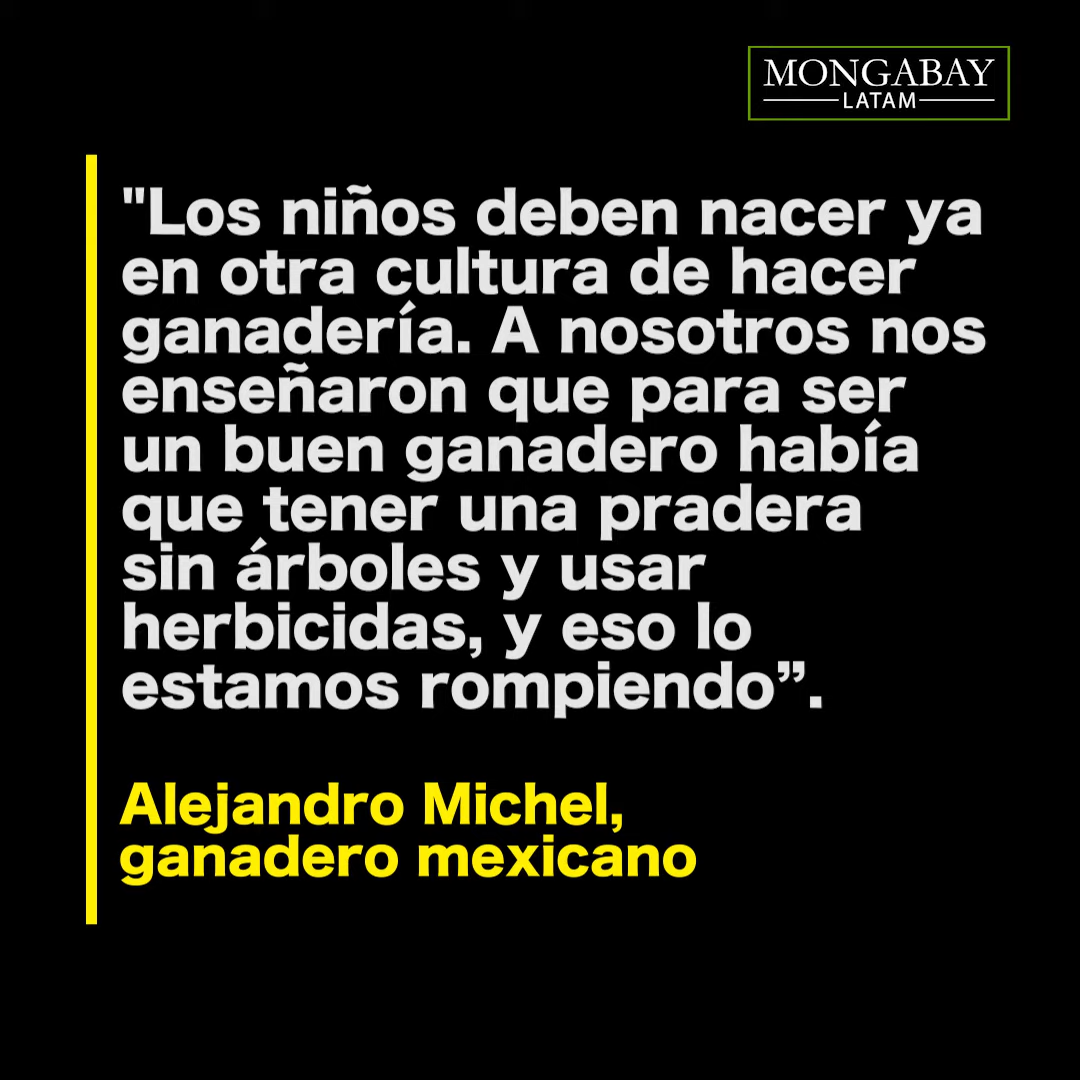 MONGABAY
LATAM
"Los niños deben nacer ya
en otra cultura de hacer
ganadería. A nosotros nos
enseñaron que para ser
un buen ganadero había
que tener una pradera
sin árboles y usar
herbicidas, y eso lo
estamos rompiendo”.
Alejandro Michel,
ganadero mexicano